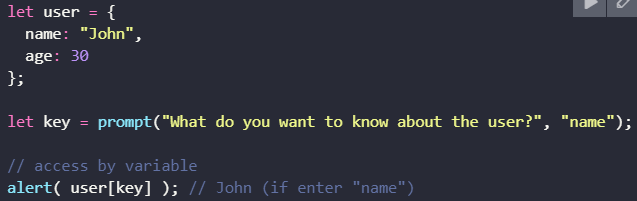 let user = {
  name: "John",
  age: 30
};

let key = prompt("What do you want to know about the user?", "name");

// access by variable
alert( user[key] ); // John (if enter "name")